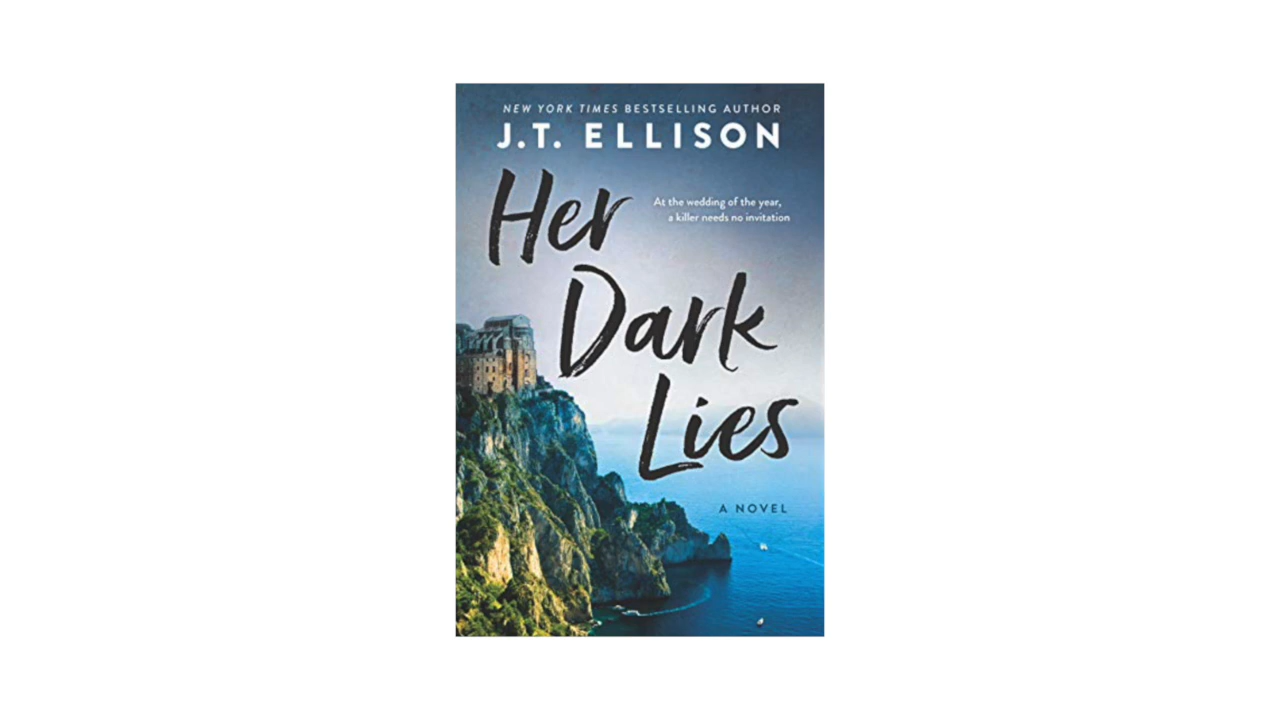 NEW YORK TIMES BESTSELLING AUTHOR
J.T. ELLISON
Her
At the wedding of the year,
a killer needs no invitation
Dark
Lies
A NOVEL